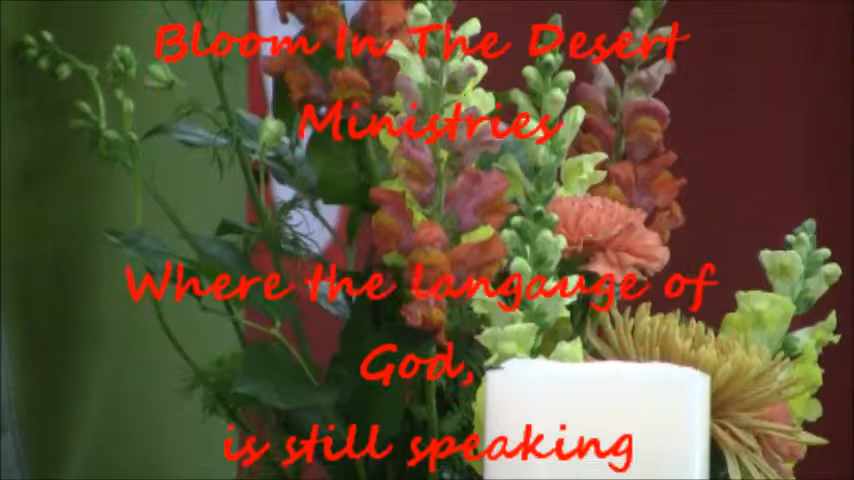 Bloom In The Desert
Ministries
Where the langauge of
God,
is still speaking